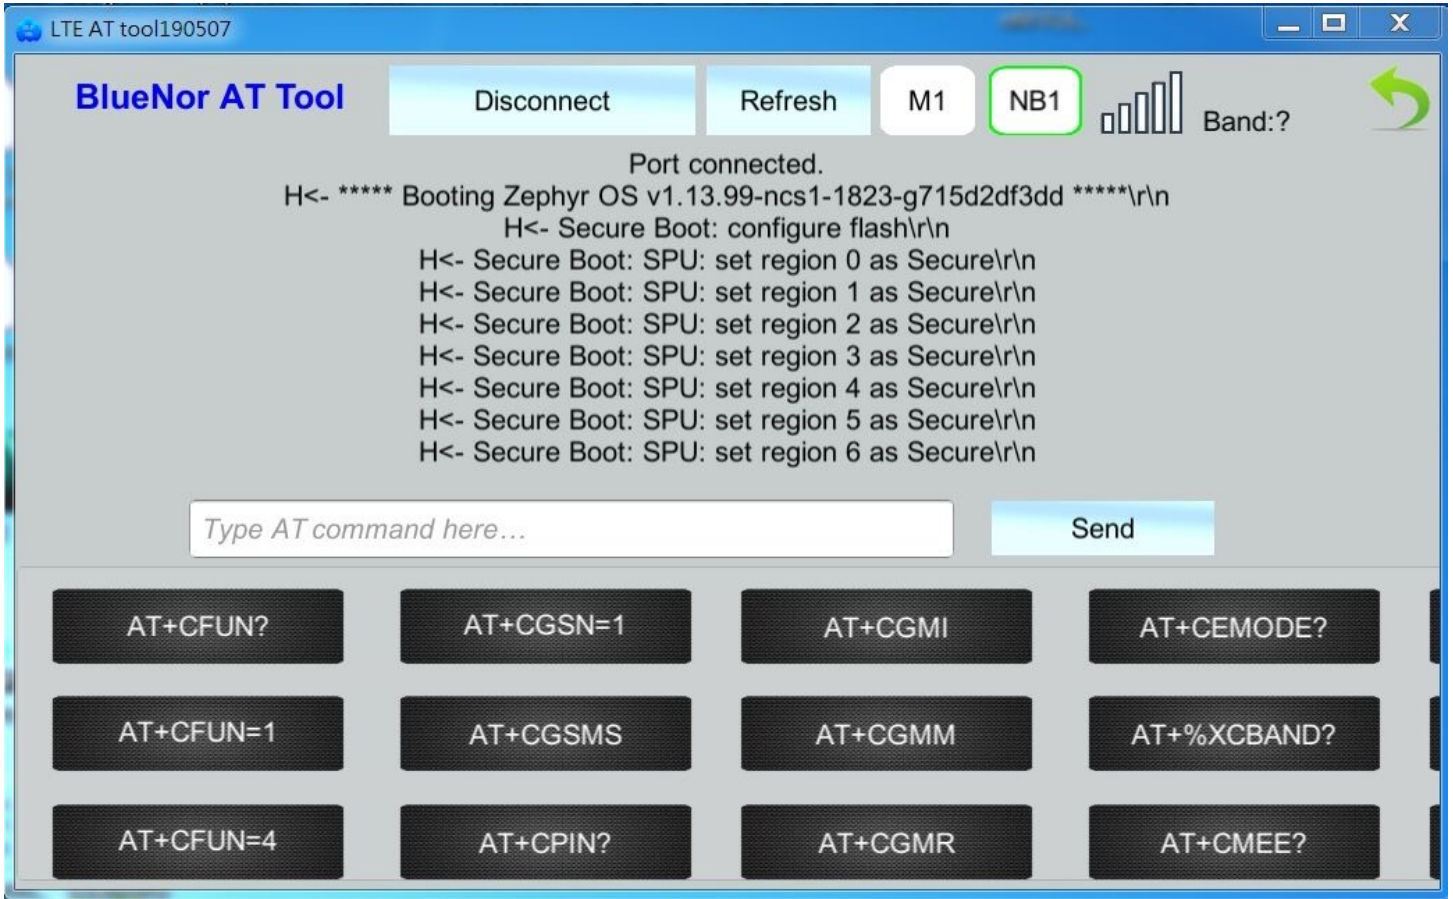 LTE AT tool190507
BlueNor AT Tool
Disconnect
Refresh
M1
NB1
Band:?
Port connected.
H<- ***** Booting Zephyr OS v1.13.99-ncs1-1823-g715d2df3dd *****\r\n
H<- Secure Boot: configure flash\r\n
H<- Secure Boot: SPU: set region 0 as Secure\r\n
H<- Secure Boot: SPU: set region 1 as Secure\r\n
H<- Secure Boot: SPU: set region 2 as Secure\r\n
H<- Secure Boot: SPU: set region 3 as Secure\r\n
H<- Secure Boot: SPU: set region 4 as Secure\r\n
H<- Secure Boot: SPU: set region 5 as Secure\r\n
H<- Secure Boot: SPU: set region 6 as Secure\r\n
Type AT command here...
Send
AT+CFUN?
AT+CGSN=1
AT+CGMI
AT+CEMODE?
AT+CFUN=1
AT+CGSMS
AT+CGMM
AT+%XCBAND?
AT+CFUN=4
AT+CPIN?
AT+CGMR
AT+CMEE?